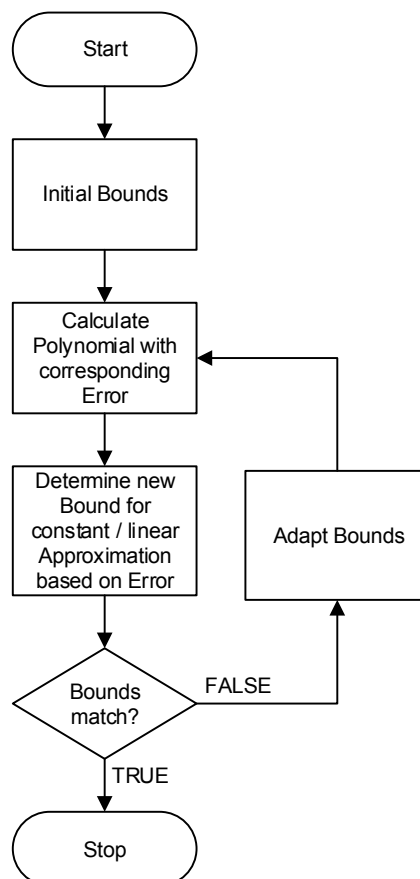 Start
Initial Bounds
Calculate
Polynomial with
corresponding
Error
Determine new
Bound for
constant / linear
Approximation
based on Error
Adapt Bounds
Bounds
match?
FALSE
TRUE
Stop